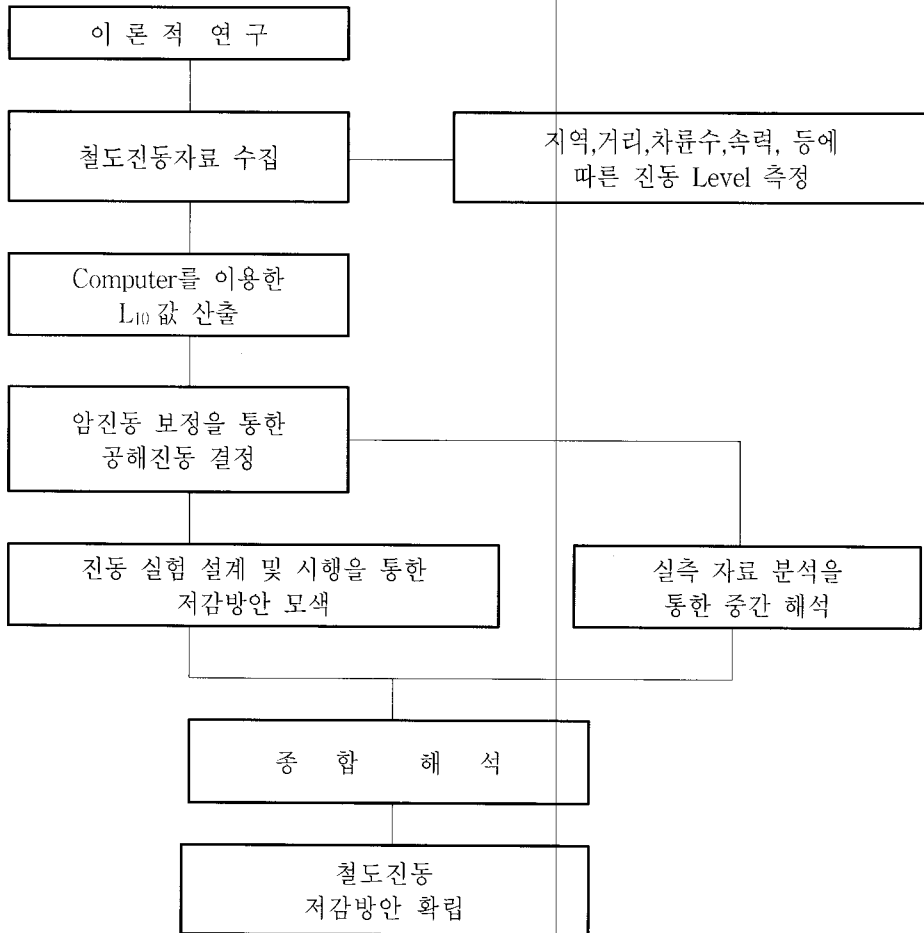 이 론 적 연 구
철도진동자료 수집
지역,거리,차륜수,속력, 등에
따른 진동 Level 측정
Computer를 이용한
L₁₀ 값 산출
암진동 보정을 통한
공해진동 결정
진동 실험 설계 및 시행을 통한
저감방안 모색
실측 자료 분석을
통한 중간 해석
종 합 해 석
철도진동
저감방안 확립